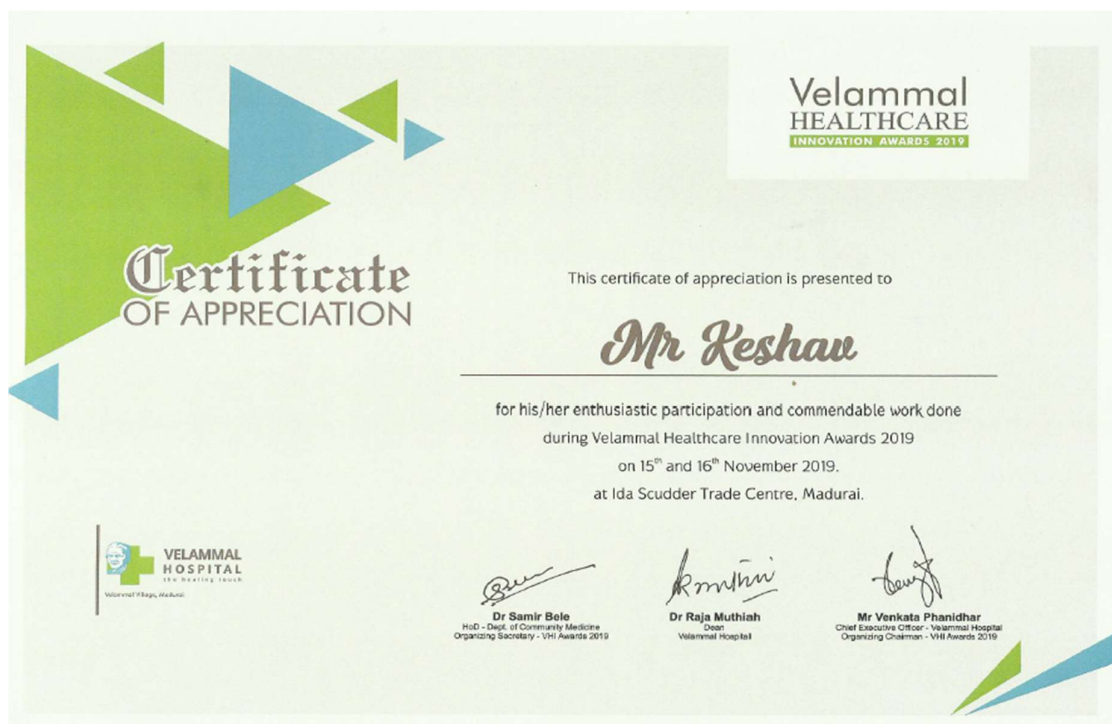 Velammal
HEALTHCARE
INNOVATION AWARDS 2019
Certificate
OF APPRECIATION
This certificate of appreciation is presented to
Mr Keshav
for his/her enthusiastic participation and commendable work done
during Velammal Healthcare Innovation Awards 2019
on 15th and 16th November 2019.
at Ida Scudder Trade Centre, Madurai.
VELAMMAL
HOSPITAL
the healing touch
Velammal Village, Madurai
Dr Samir Bele
HoD - Dept. of Community Medicine
Organizing Secretary - VHI Awards 2019
Dr Raja Muthiah
Dean
Velammal Hospital
Mr Venkata Phanidhar
Chief Executive Officer - Velammal Hospital
Organizing Chairman - VHI Awards 2019